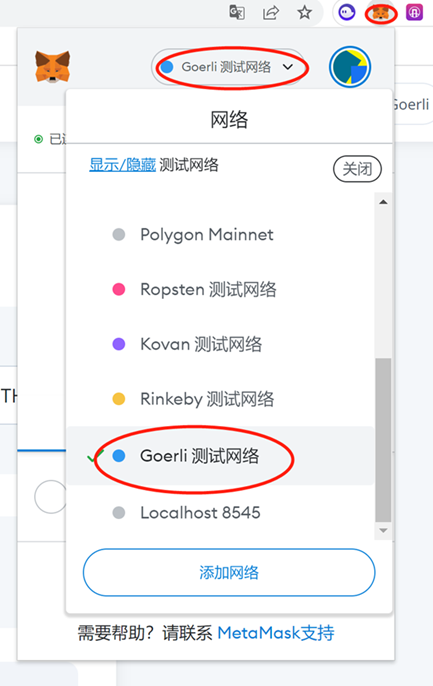 Goerli 测试网络
Goerli
已
网络
显示/隐藏 测试网络
关闭
Polygon Mainnet
Ropsten 测试网络
Kovan 测试网络
TH
Rinkeby 测试网络
Goerli 测试网络
Localhost 8545
添加网络
需要帮助？请联系 MetaMask支持